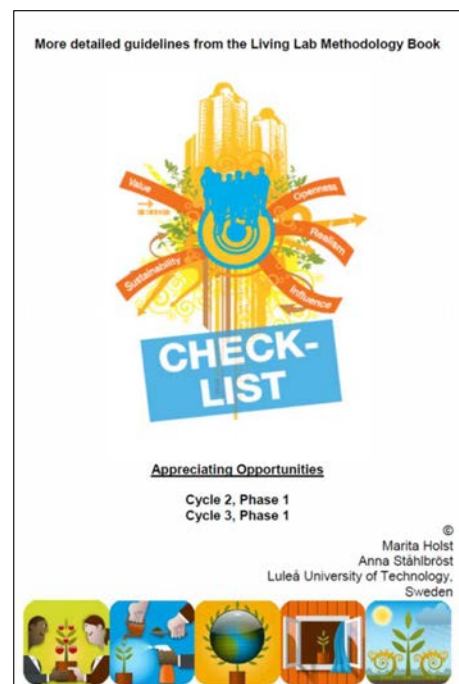 More detailed guidelines from the Living Lab Methodology Book
Value
Openness
Realism
Sustainability
Influence
CHECK-
LIST
Appreciating Opportunities
Cycle 2, Phase 1
Cycle 3, Phase 1
©
Marita Holst
Anna Ståhlbröst
Luleå University of Technology,
Sweden